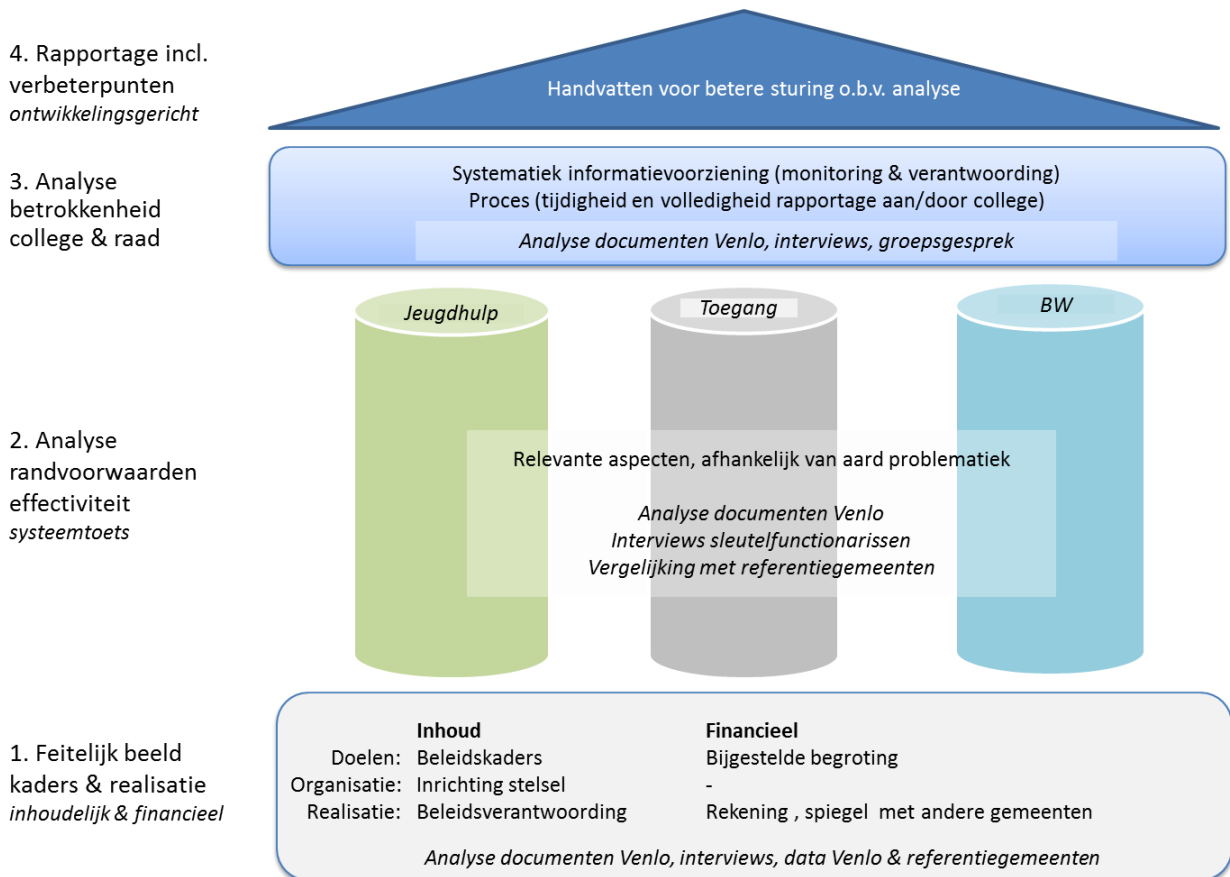 4. Rapportage incl.
verbeterpunten
ontwikkelingsgericht
Handvatten voor betere sturing o.b.v. analyse
3. Analyse
betrokkenheid
college & raad
Systematiek informatievoorziening (monitoring & verantwoording)
Proces (tijdigheid en volledigheid rapportage aan/door college)
Analyse documenten Venlo, interviews, groepsgesprek
Jeugdhulp
Toegang
BW
2. Analyse
randvoorwaarden
effectiviteit
systeemtoets
Relevante aspecten, afhankelijk van aard problematiek
Analyse documenten Venlo
Interviews sleutelfunctionarissen
Vergelijking met referentiegemeenten
1. Feitelijk beeld
kaders & realisatie
inhoudelijk & financieel
Inhoud Financieel
Doelen: Beleidskaders Bijgestelde begroting
Organisatie: Inrichting stelsel -
Realisatie: Beleidsverantwoording Rekening , spiegel met andere gemeenten
Analyse documenten Venlo, interviews, data Venlo & referentiegemeenten